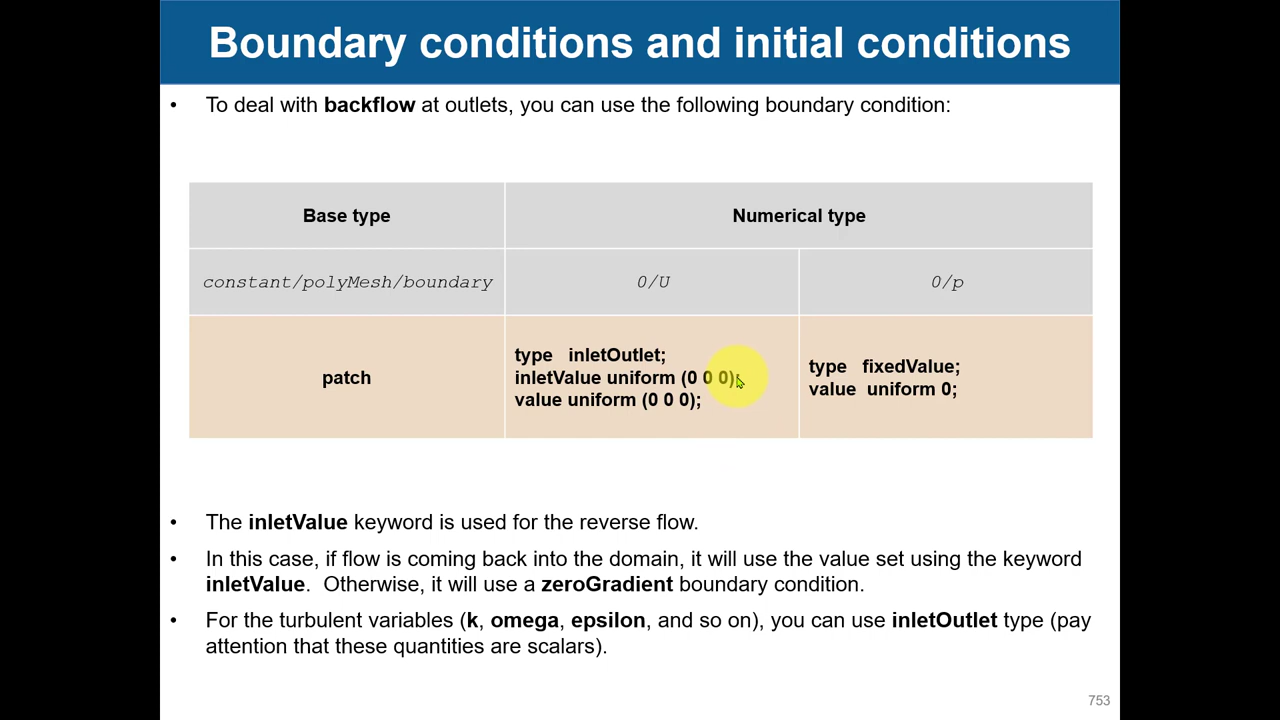 Boundary conditions and initial conditions
• To deal with backflow at outlets, you can use the following boundary condition:
Base type
Numerical type
constant/polyMesh/boundary
0/U
0/p
patch
type inletOutlet;
inletValue uniform (0 0 0);
value uniform (0 0 0);
type fixedValue;
value uniform 0;
• The inletValue keyword is used for the reverse flow.
• In this case, if flow is coming back into the domain, it will use the value set using the keyword
inletValue. Otherwise, it will use a zeroGradient boundary condition.
• For the turbulent variables (k, omega, epsilon, and so on), you can use inletOutlet type (pay
attention that these quantities are scalars).
753